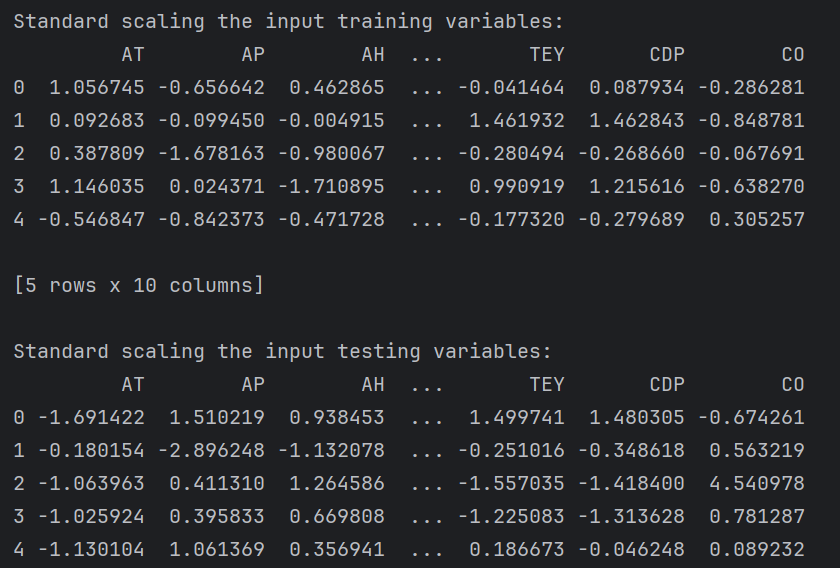 Standard scaling the input training variables:
         AT        AP        AH  ...       TEY       CDP        CO
0  1.056745 -0.656642  0.462865  ... -0.041464  0.087934 -0.286281
1  0.092683 -0.099450 -0.004915  ...  1.461932  1.462843 -0.848781
2  0.387809 -1.678163 -0.980067  ... -0.280494 -0.268660 -0.067691
3  1.146035  0.024371 -1.710895  ...  0.990919  1.215616 -0.638270
4 -0.546847 -0.842373 -0.471728  ... -0.177320 -0.279689  0.305257
[5 rows x 10 columns]
Standard scaling the input testing variables:
         AT        AP        AH  ...       TEY       CDP        CO
0 -1.691422  1.510219  0.938453  ...  1.499741  1.480305 -0.674261
1 -0.180154 -2.896248 -1.132078  ... -0.251016 -0.348618  0.563219
2 -1.063963  0.411310  1.264586  ... -1.557035 -1.418400  4.540978
3 -1.025924  0.395833  0.669808  ... -1.225083 -1.313628  0.781287
4 -1.130104  1.061369  0.356941  ...  0.186673 -0.046248  0.089232